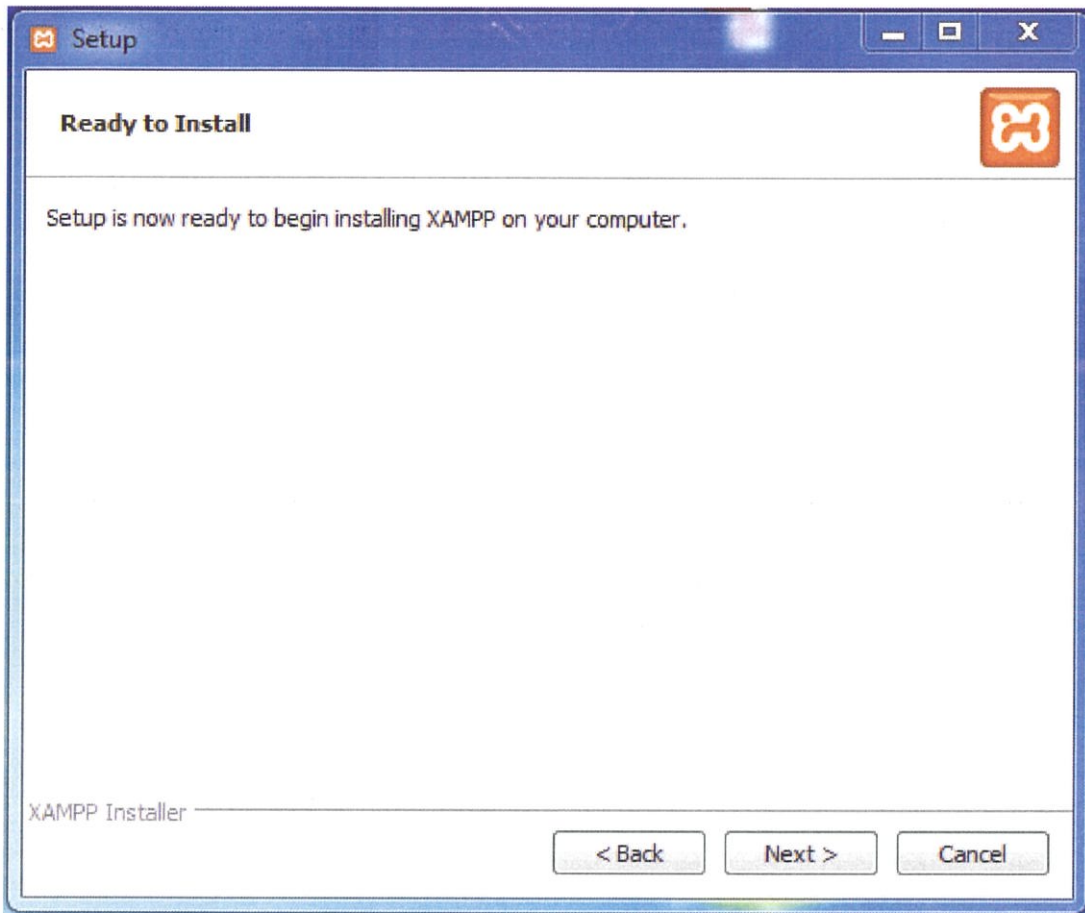 Setup
Ready to Install
Setup is now ready to begin installing XAMPP on your computer.
XAMPP Installer
< Back Next > Cancel